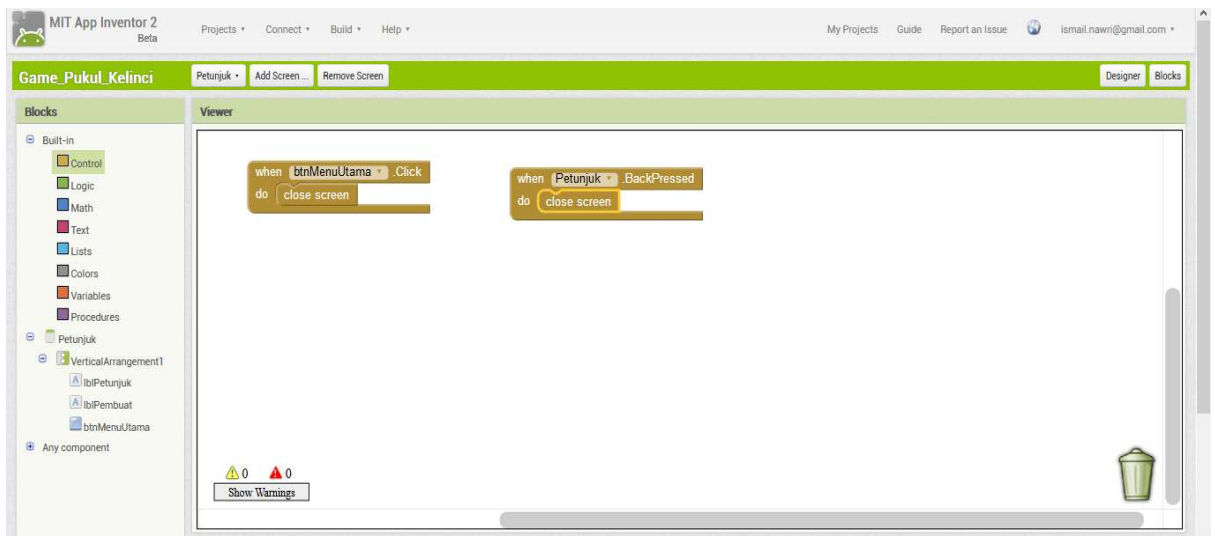 MIT App Inventor 2
Beta
Projects Connect Build Help
My Projects Guide Report an Issue ismail.nawri@gmail.com
Game_Pukul_Kelinci Petunjuk Add Screen ... Remove Screen Designer Blocks
Blocks
Viewer
Built-in
Control
Logic
Math
Text
Lists
Colors
Variables
Procedures
Petunjuk
VerticalArrangement1
lblPetunjuk
lblPembuat
btnMenuUtama
Any component
when btnMenuUtama .Click
do close screen
when Petunjuk .BackPressed
do close screen
0 0
Show Warnings